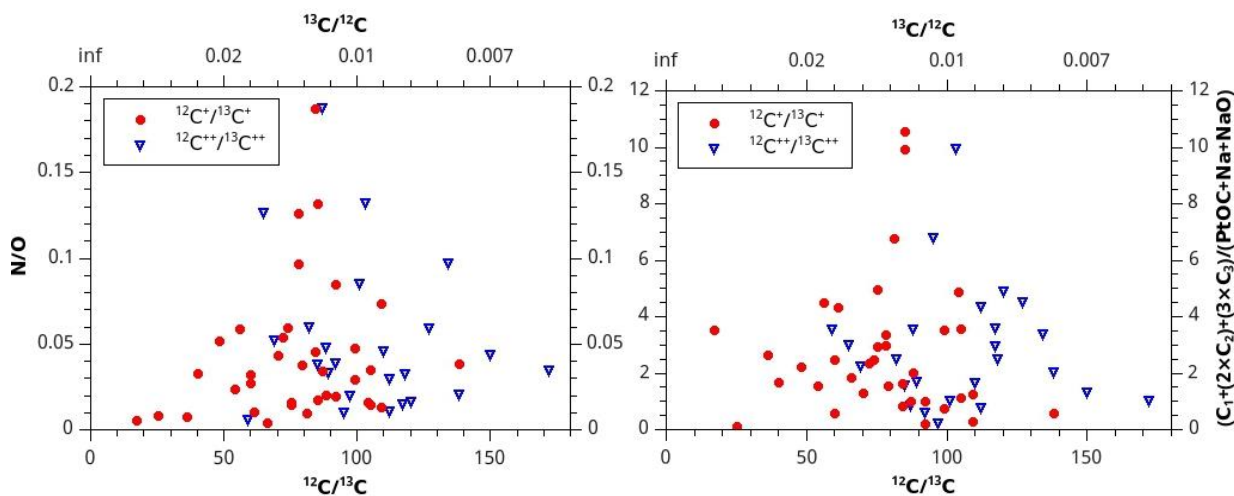 ¹³C/¹²C
inf 0.02 0.01 0.007
0.2 0.2
0.15 0.15
0.1 0.1
0.05 0.05
0 0
N/O
¹²C⁺/¹³C⁺
¹²C⁺⁺/¹³C⁺⁺
0 50 100 150
¹²C/¹³C
¹³C/¹²C
inf 0.02 0.01 0.007
12 12
10 10
8 8
6 6
4 4
2 2
0 0
¹²C⁺/¹³C⁺
¹²C⁺⁺/¹³C⁺⁺
(C₁+(2×C₂)+(3×C₃)/(PtOC+Na+NaO)
0 50 100 150
¹²C/¹³C